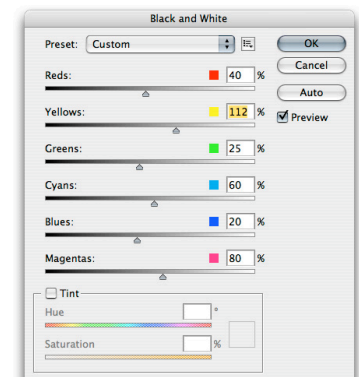 Black and White
Preset: Custom
OK
Cancel
Auto
Preview
Reds: 40 %
Yellows: 112 %
Greens: 25 %
Cyans: 60 %
Blues: 20 %
Magentas: 80 %
Tint
Hue °
Saturation %